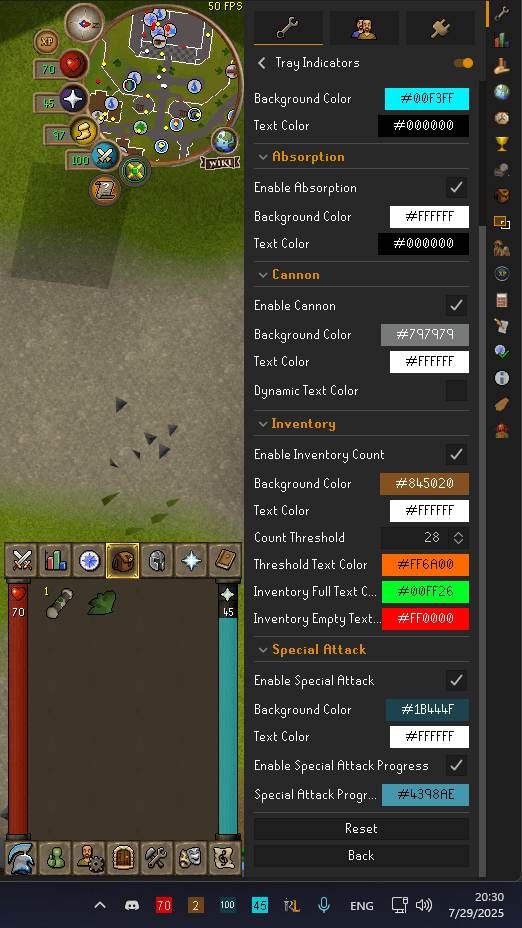 50 FPS
XP
70
45
97
100
WIKI
Tray Indicators
Background Color #00F3FF
Text Color #000000
Absorption
Enable Absorption
Background Color #FFFFFF
Text Color #000000
Cannon
Enable Cannon
Background Color #797979
Text Color #FFFFFF
Dynamic Text Color
Inventory
Enable Inventory Count
Background Color #845020
Text Color #FFFFFF
Count Threshold 28
Threshold Text Color #FF6A00
Inventory Full Text C... #00FF26
Inventory Empty Text... #FF0000
Special Attack
Enable Special Attack
Background Color #1B444F
Text Color #FFFFFF
Enable Special Attack Progress
Special Attack Progr... #4398AE
Reset
Back
1
70
45
XP
70 2 100 45 RL ENG
20:30
7/29/2025